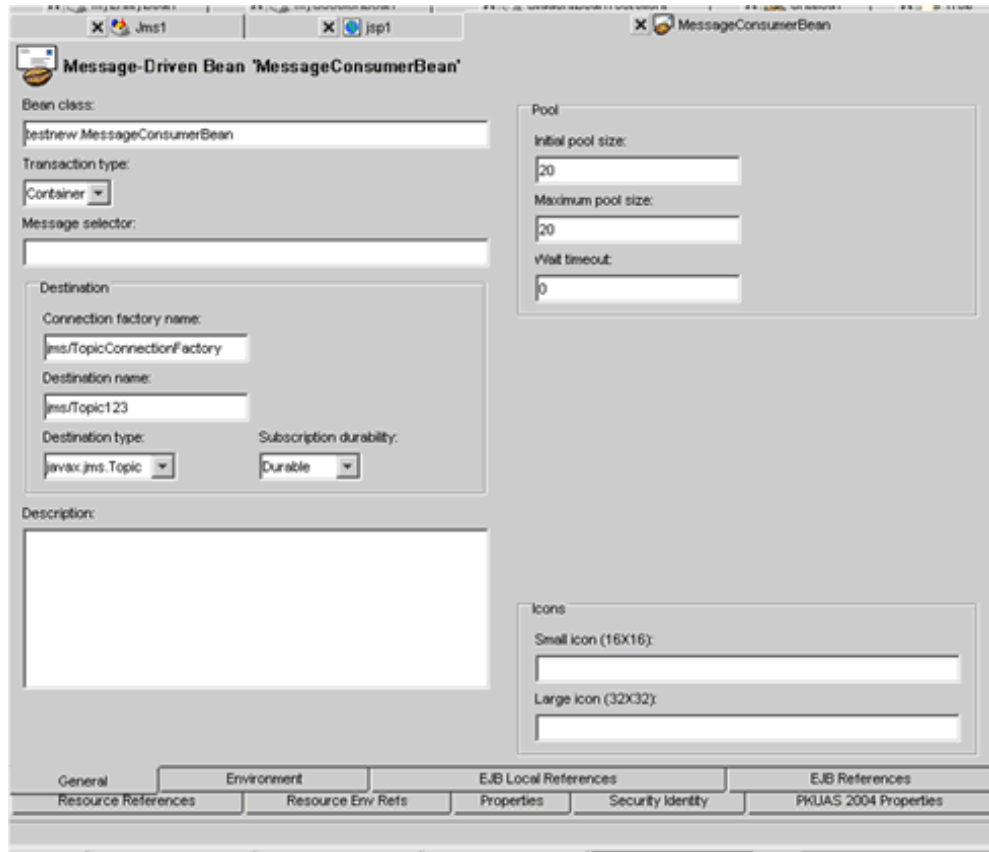 Jms1
jsp1
MessageConsumerBean
Message-Driven Bean 'MessageConsumerBean'
Bean class:
testnew.MessageConsumerBean
Transaction type:
Container
Message selector:
Destination
Connection factory name:
jms/TopicConnectionFactory
Destination name:
jms/Topic123
Destination type:
Subscription durability:
javax.jms.Topic
Durable
Description:
Pool
Initial pool size:
20
Maximum pool size:
20
Wait timeout:
0
Icons
Small icon (16X16):
Large icon (32X32):
General
Environment
EJB Local References
EJB References
Resource References
Resource Env Refs
Properties
Security Identity
PKUAS 2004 Properties